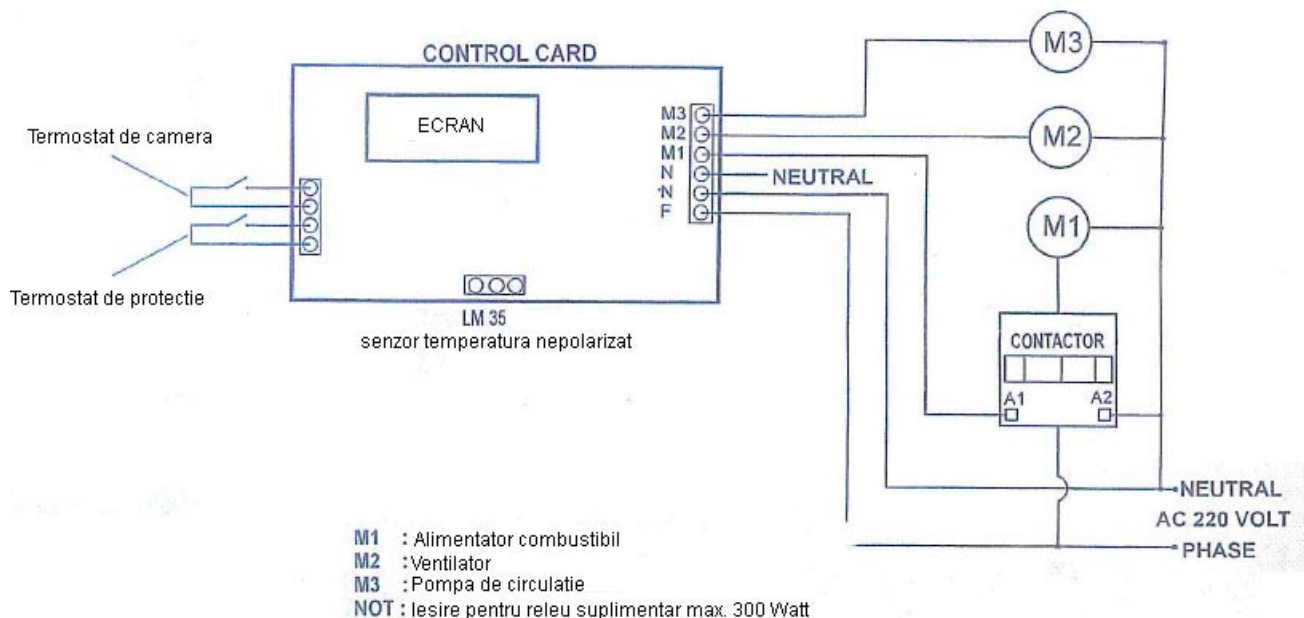 CONTROL CARD
ECRAN
Termostat de camera
Termostat de protectie
LM 35
senzor temperatura nepolarizat
M3
M2
M1
N
N
F
NEUTRAL
M3
M2
M1
CONTACTOR
A1 A2
NEUTRAL
AC 220 VOLT
PHASE
M1 : Alimentator combustibil
M2 : Ventilator
M3 : Pompa de circulatie
NOT : Iesire pentru releu suplimentar max. 300 Watt